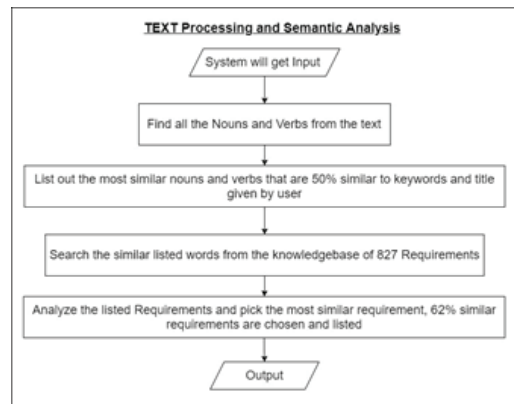 TEXT Processing and Semantic Analysis
System will get Input
Find all the Nouns and Verbs from the text
List out the most similar nouns and verbs that are 50% similar to keywords and title
given by user
Search the similar listed words from the knowledgebase of 827 Requirements
Analyze the listed Requirements and pick the most similar requirement, 62% similar
requirements are chosen and listed
Output